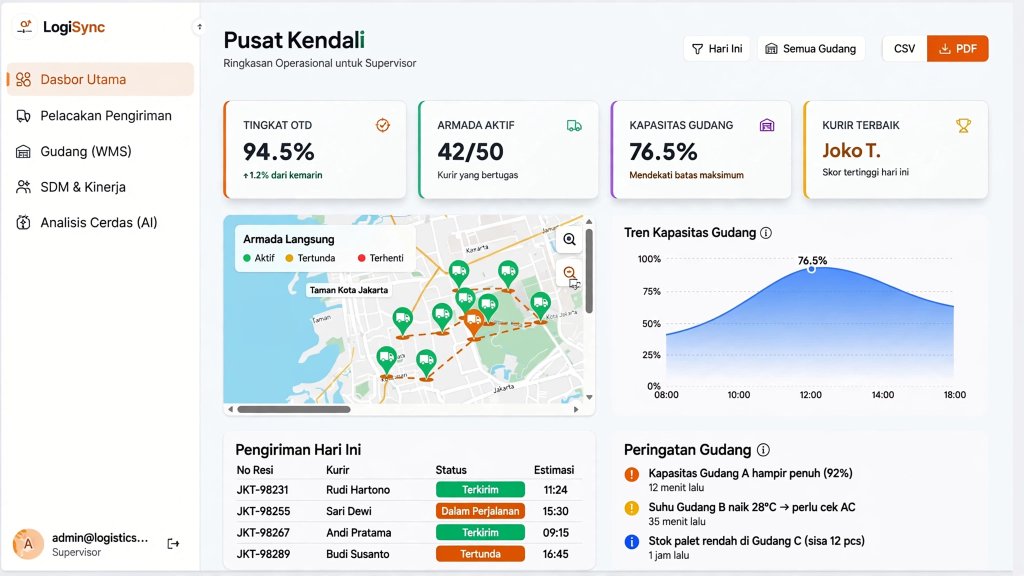 LogiSync
Dasbor Utama
Pelacakan Pengiriman
Gudang (WMS)
SDM & Kinerja
Analisis Cerdas (AI)
A
admin@logistics...
Supervisor
Pusat Kendali
Ringkasan Operasional untuk Supervisor
Hari Ini
Semua Gudang
CSV
PDF
TINGKAT OTD
94.5%
↑1.2% dari kemarin
ARMADA AKTIF
42/50
Kurir yang bertugas
KAPASITAS GUDANG
76.5%
Mendekati batas maksimum
KURIR TERBAIK
Joko T.
Skor tertinggi hari ini
Armada Langsung
Aktif Tertunda Terhenti
Taman Kota Jakarta
Taman
Kota Jakarta
Jakarta
Tren Kapasitas Gudang
76.5%
100%
75%
50%
25%
0%
08:00 10:00 12:00 14:00 18:00
Pengiriman Hari Ini
No Resi Kurir Status Estimasi
JKT-98231 Rudi Hartono Terkirim 11:24
JKT-98255 Sari Dewi Dalam Perjalanan 15:30
JKT-98267 Andi Pratama Terkirim 09:15
JKT-98289 Budi Susanto Tertunda 16:45
Peringatan Gudang
Kapasitas Gudang A hampir penuh (92%)
12 menit lalu
Suhu Gudang B naik 28°C → perlu cek AC
35 menit lalu
Stok palet rendah di Gudang C (sisa 12 pcs)
1 jam lalu